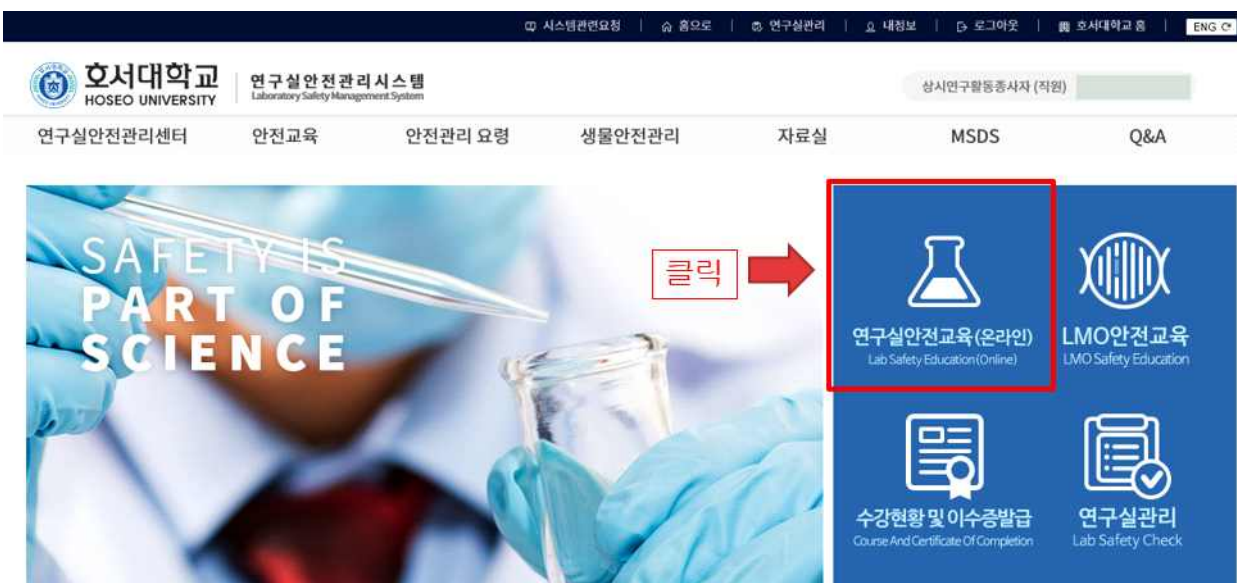 시스템관련요청 | 홈으로 | 연구실관리 | 내정보 | 로그아웃 | 호서대학교 홈 | ENG
호서대학교
HOSEO UNIVERSITY
연구실안전관리시스템
Laboratory Safety Management System
상시연구활동종사자 (직원)
연구실안전관리센터 안전교육 안전관리 요령 생물안전관리 자료실 MSDS Q&A
SAFETY IS
PART OF
SCIENCE
클릭
연구실안전교육(온라인)
Lab Safety Education(Online)
LMO안전교육
LMO Safety Education
수강현황 및 이수증발급
Course And Certificate Of Completion
연구실관리
Lab Safety Check